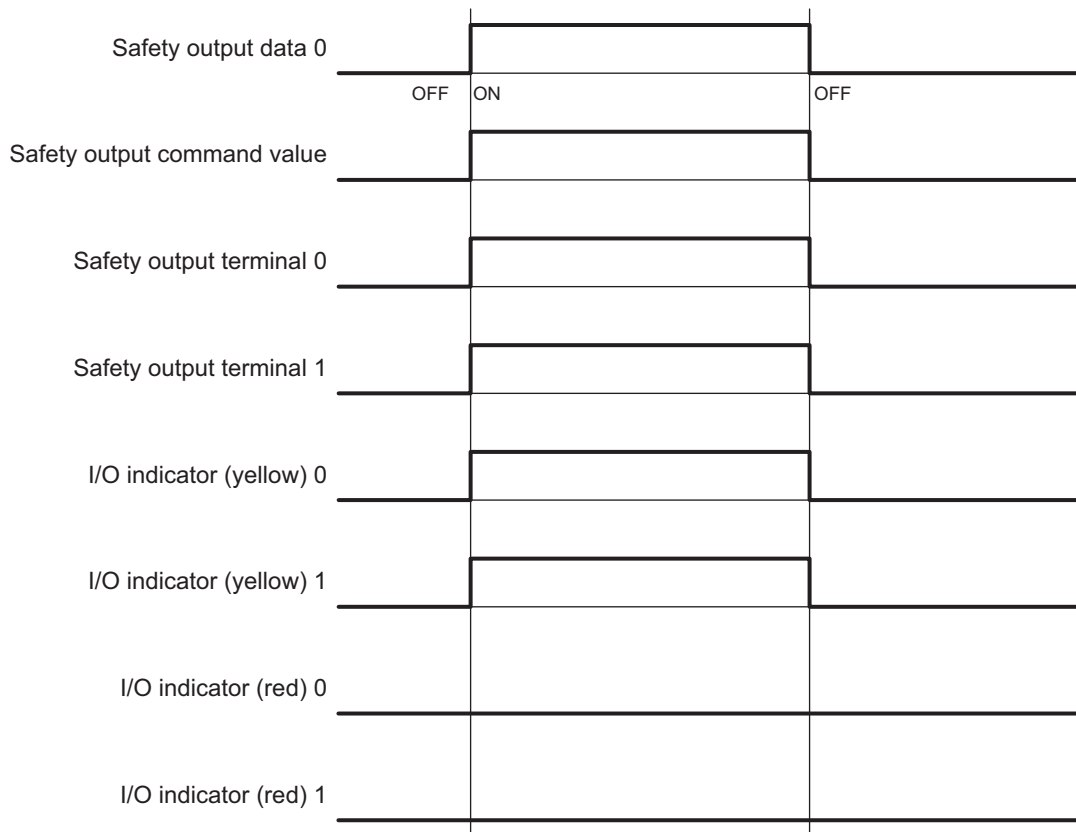 Safety output data 0
OFF ON OFF
Safety output command value
Safety output terminal 0
Safety output terminal 1
I/O indicator (yellow) 0
I/O indicator (yellow) 1
I/O indicator (red) 0
I/O indicator (red) 1